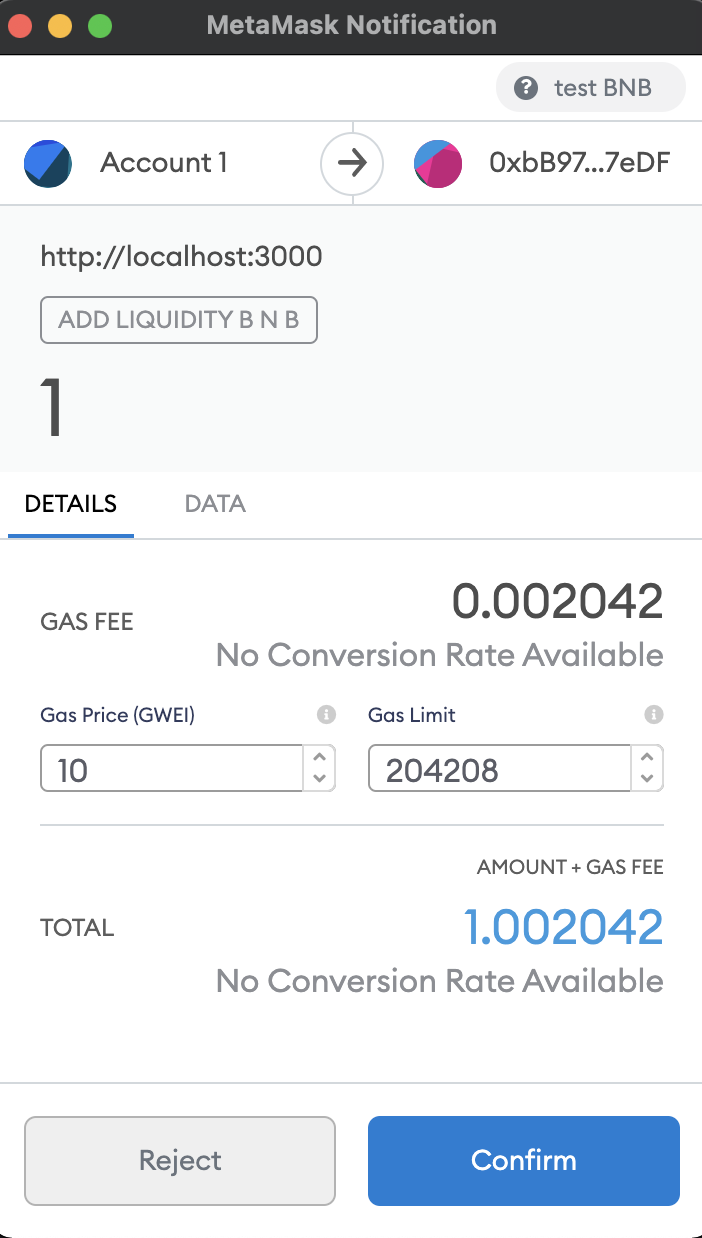 MetaMask Notification
? test BNB
Account 1
0xbB97...7eDF
http://localhost:3000
ADD LIQUIDITY B N B
1
DETAILS
DATA
GAS FEE
0.002042
No Conversion Rate Available
Gas Price (GWEI)
Gas Limit
10
204208
AMOUNT + GAS FEE
TOTAL
1.002042
No Conversion Rate Available
Reject
Confirm